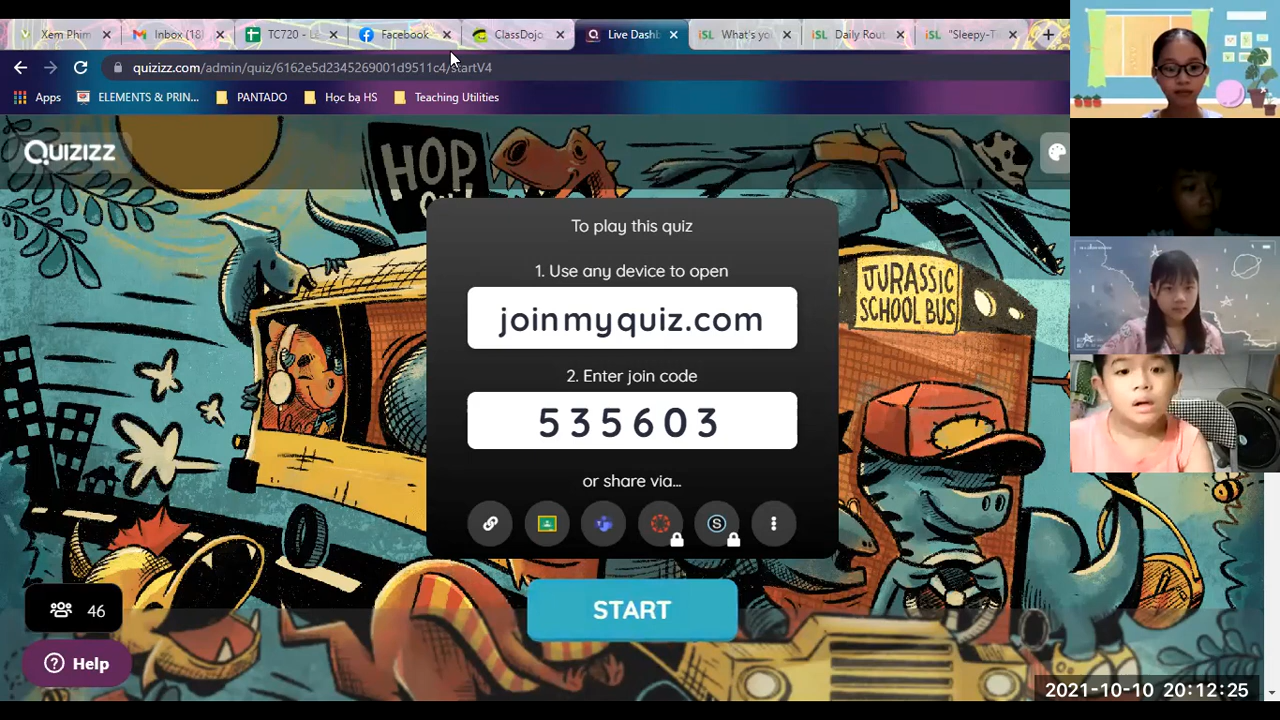 Xem Phim
Inbox (18)
TC720 - L
Facebook
ClassDojo
Live Dashb
What's yo
Daily Rout
"Sleepy-T
quizizz.com/admin/quiz/6162e5d2345269001d9511c4/startV4
Apps
ELEMENTS & PRIN...
PANTADO
Học bạ HS
Teaching Utilities
Quizizz
HOP
To play this quiz
1. Use any device to open
joinmyquiz.com
2. Enter join code
535603
or share via...
JURASSIC
SCHOOL BUS
START
46
Help
2021-10-10 20:12:25